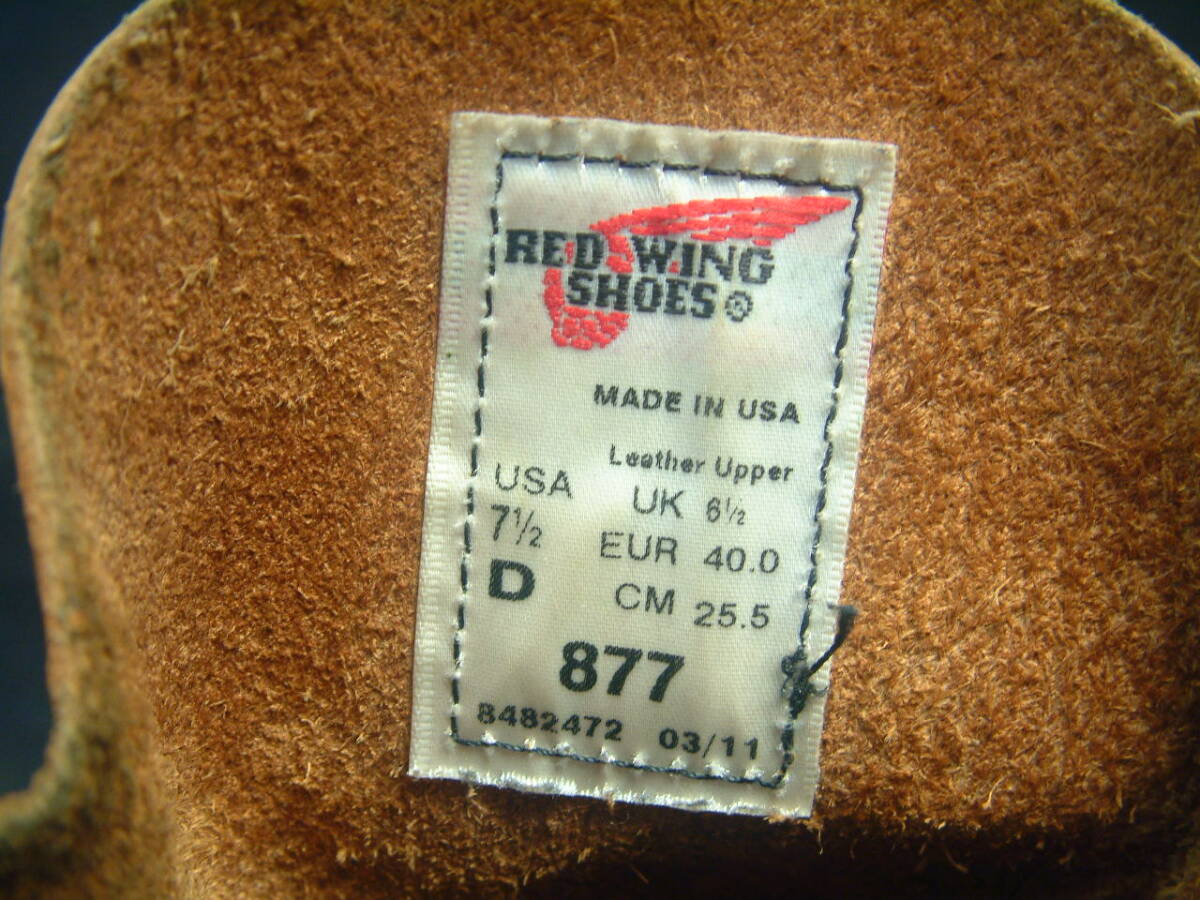 RED WING
SHOES®
MADE IN USA
Leather Upper
USA UK 6½
7½ EUR 40.0
D CM 25.5
877
8482472 03/11